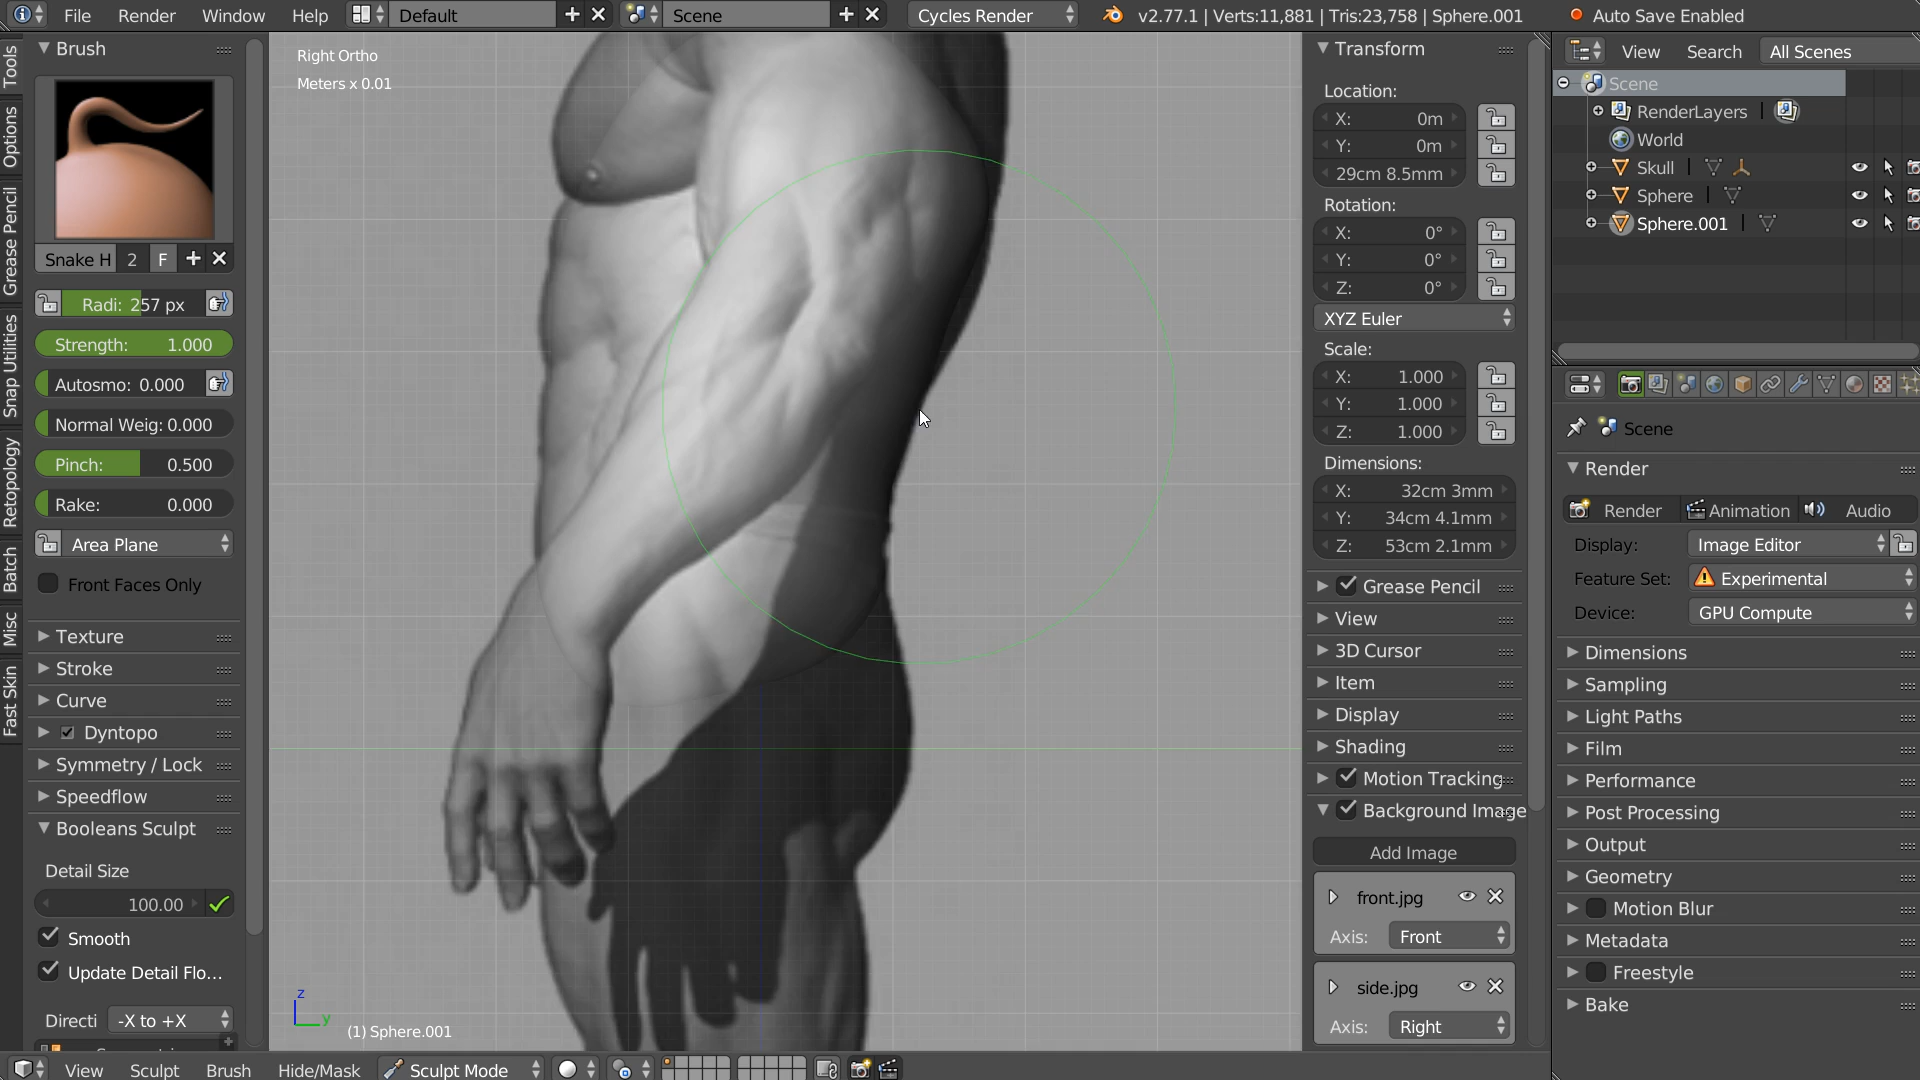 File View Window Help Default Scene Cycles Render v2.77.1 | Verts:11,881 | Tris:23,758 | Sphere.001 Auto Save Enabled
Tools
Options
Grease Pencil
Snap Utilities
Retopology
Batch
Misc
Fast Skin
Brush
Snake H 2 F
Radi: 257 px
Strength: 1.000
Autosmo: 0.000
Normal Weig: 0.000
Pinch: 0.500
Rake: 0.000
Area Plane
Front Faces Only
Texture
Stroke
Curve
Dyntopo
Symmetry / Lock
Speedflow
Booleans Sculpt
Detail Size
100.00
Smooth
Update Detail Flo...
Directi -X to +X
Right Ortho
Meters x 0.01
z
y
(1) Sphere.001
View Sculpt Brush Hide/Mask Sculpt Mode
Transform
Location:
X: 0m
Y: 0m
29cm 8.5mm
Rotation:
X: 0°
Y: 0°
Z: 0°
XYZ Euler
Scale:
X: 1.000
Y: 1.000
Z: 1.000
Dimensions:
X: 32cm 3mm
Y: 34cm 4.1mm
Z: 53cm 2.1mm
Grease Pencil
View
3D Cursor
Item
Display
Shading
Motion Tracking
Background Image
Add Image
front.jpg
Axis: Front
side.jpg
Axis: Right
View Search All Scenes
Scene
RenderLayers
World
Skull
Sphere
Sphere.001
Scene
Render
Render Animation Audio
Display: Image Editor
Feature Set: Experimental
Device: GPU Compute
Dimensions
Sampling
Light Paths
Film
Performance
Post Processing
Output
Geometry
Motion Blur
Metadata
Freestyle
Bake